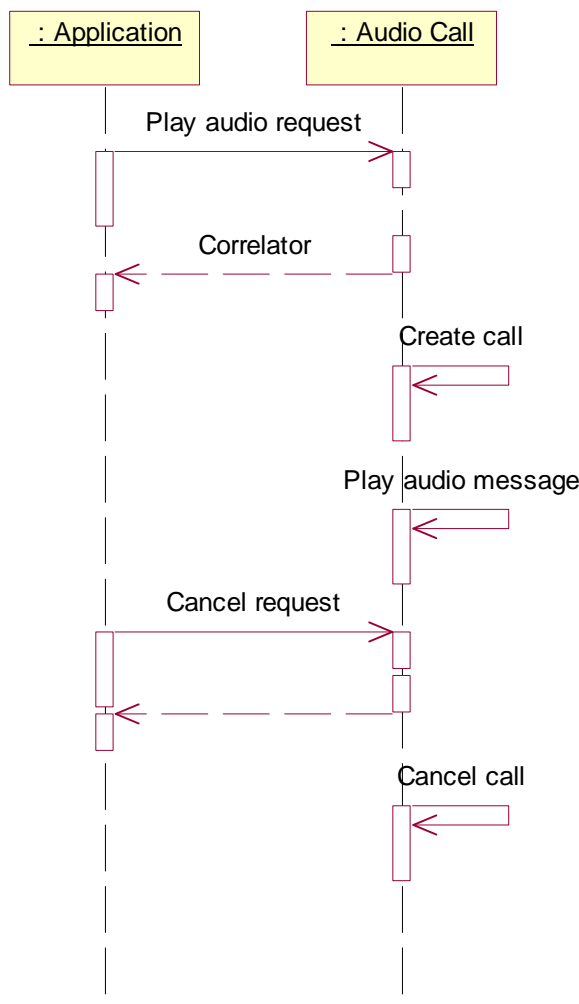 : Application
: Audio Call
Play audio request
Correlator
Create call
Play audio message
Cancel request
Cancel call